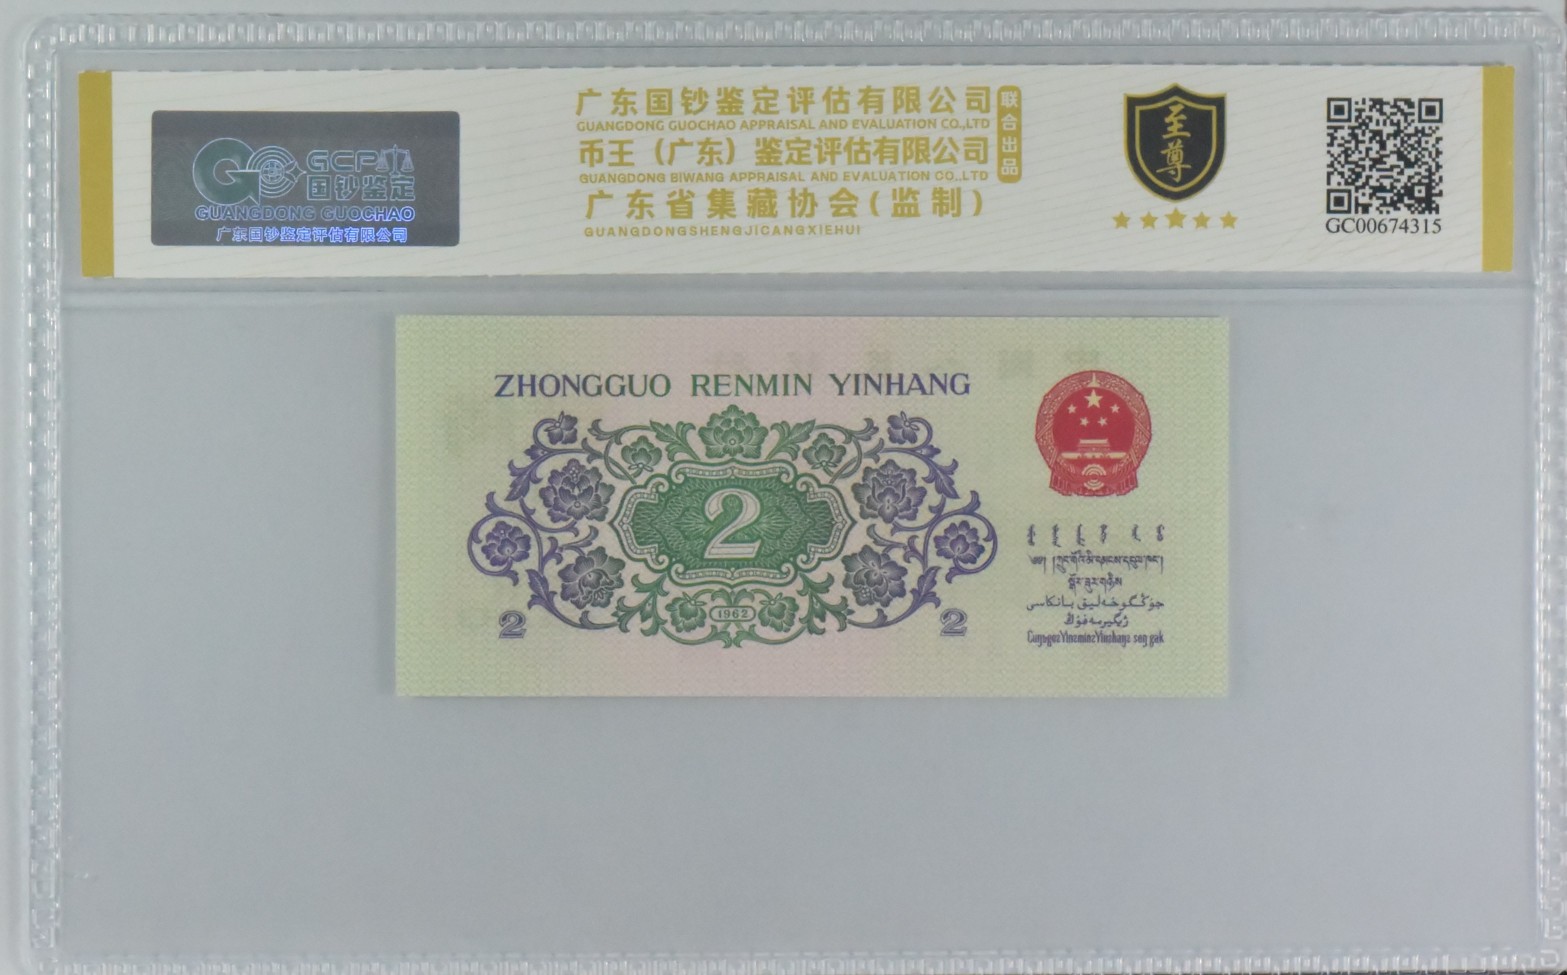 GCP
国钞鉴定
GUANGDONG GUOCHAO
广东国钞鉴定评估有限公司
广东国钞鉴定评估有限公司
GUANGDONG GUOCHAO APPRAISAL AND EVALUATION CO.,LTD
币王（广东）鉴定评估有限公司
GUANGDONG BIWANG APPRAISAL AND EVALUATION CO.,LTD
广东省集藏协会(监制)
GUANGDONGSHENGJICANGXIEHUI
联合出品
至尊
GC00674315
ZHONGGUO RENMIN YINHANG
2
1962
2
2
جۇڭگوخەلىق بانكاسى